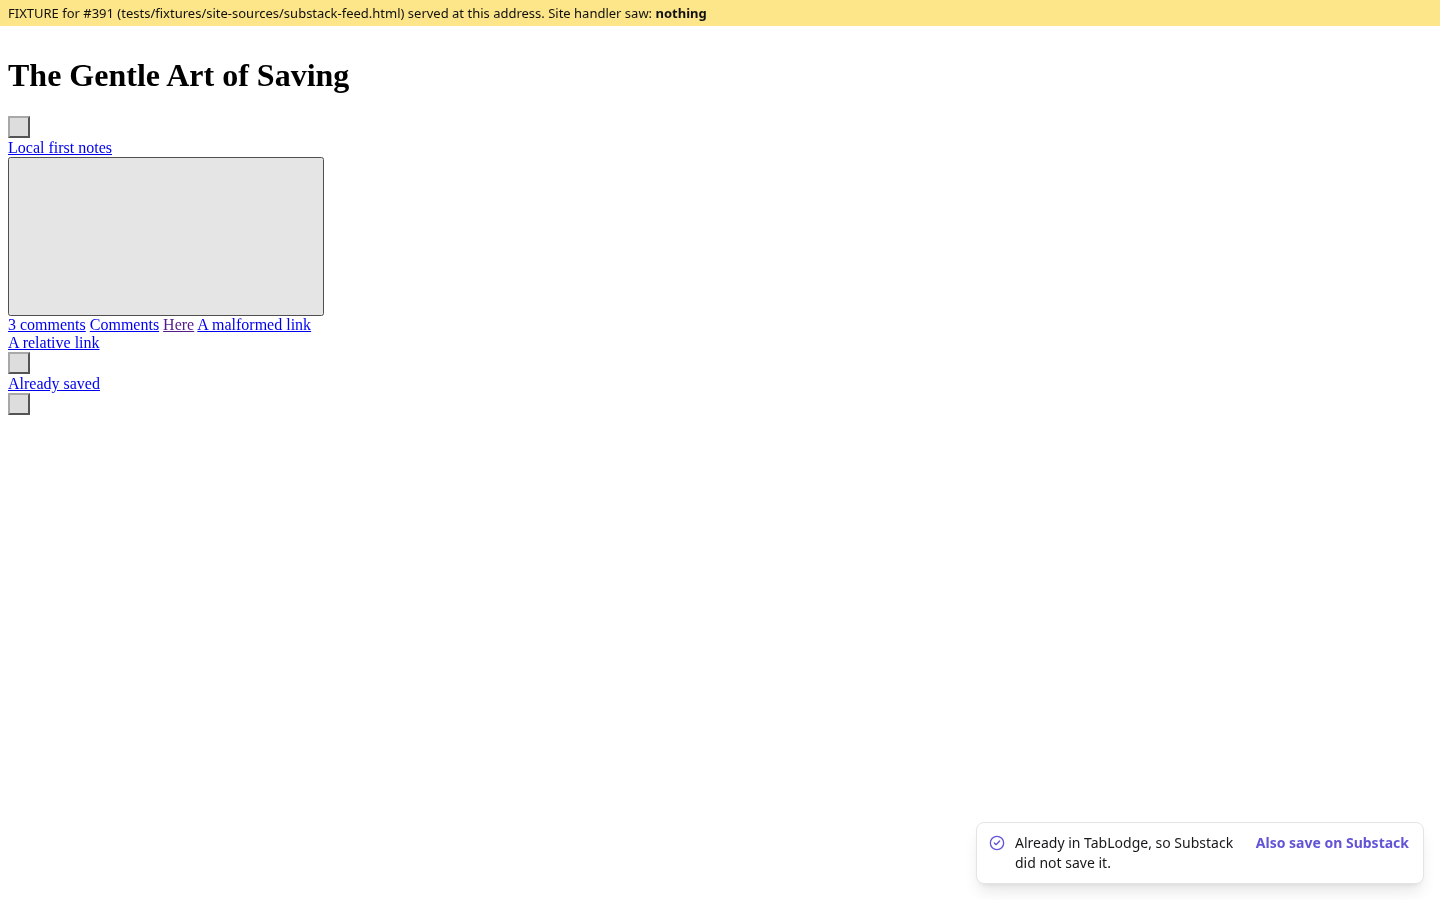 FIXTURE for #391 (tests/fixtures/site-sources/substack-feed.html) served at this address. Site handler saw: nothing
The Gentle Art of Saving
Local first notes
3 comments Comments Here A malformed link
A relative link
Already saved
Already in TabLodge, so Substack did not save it.
Also save on Substack